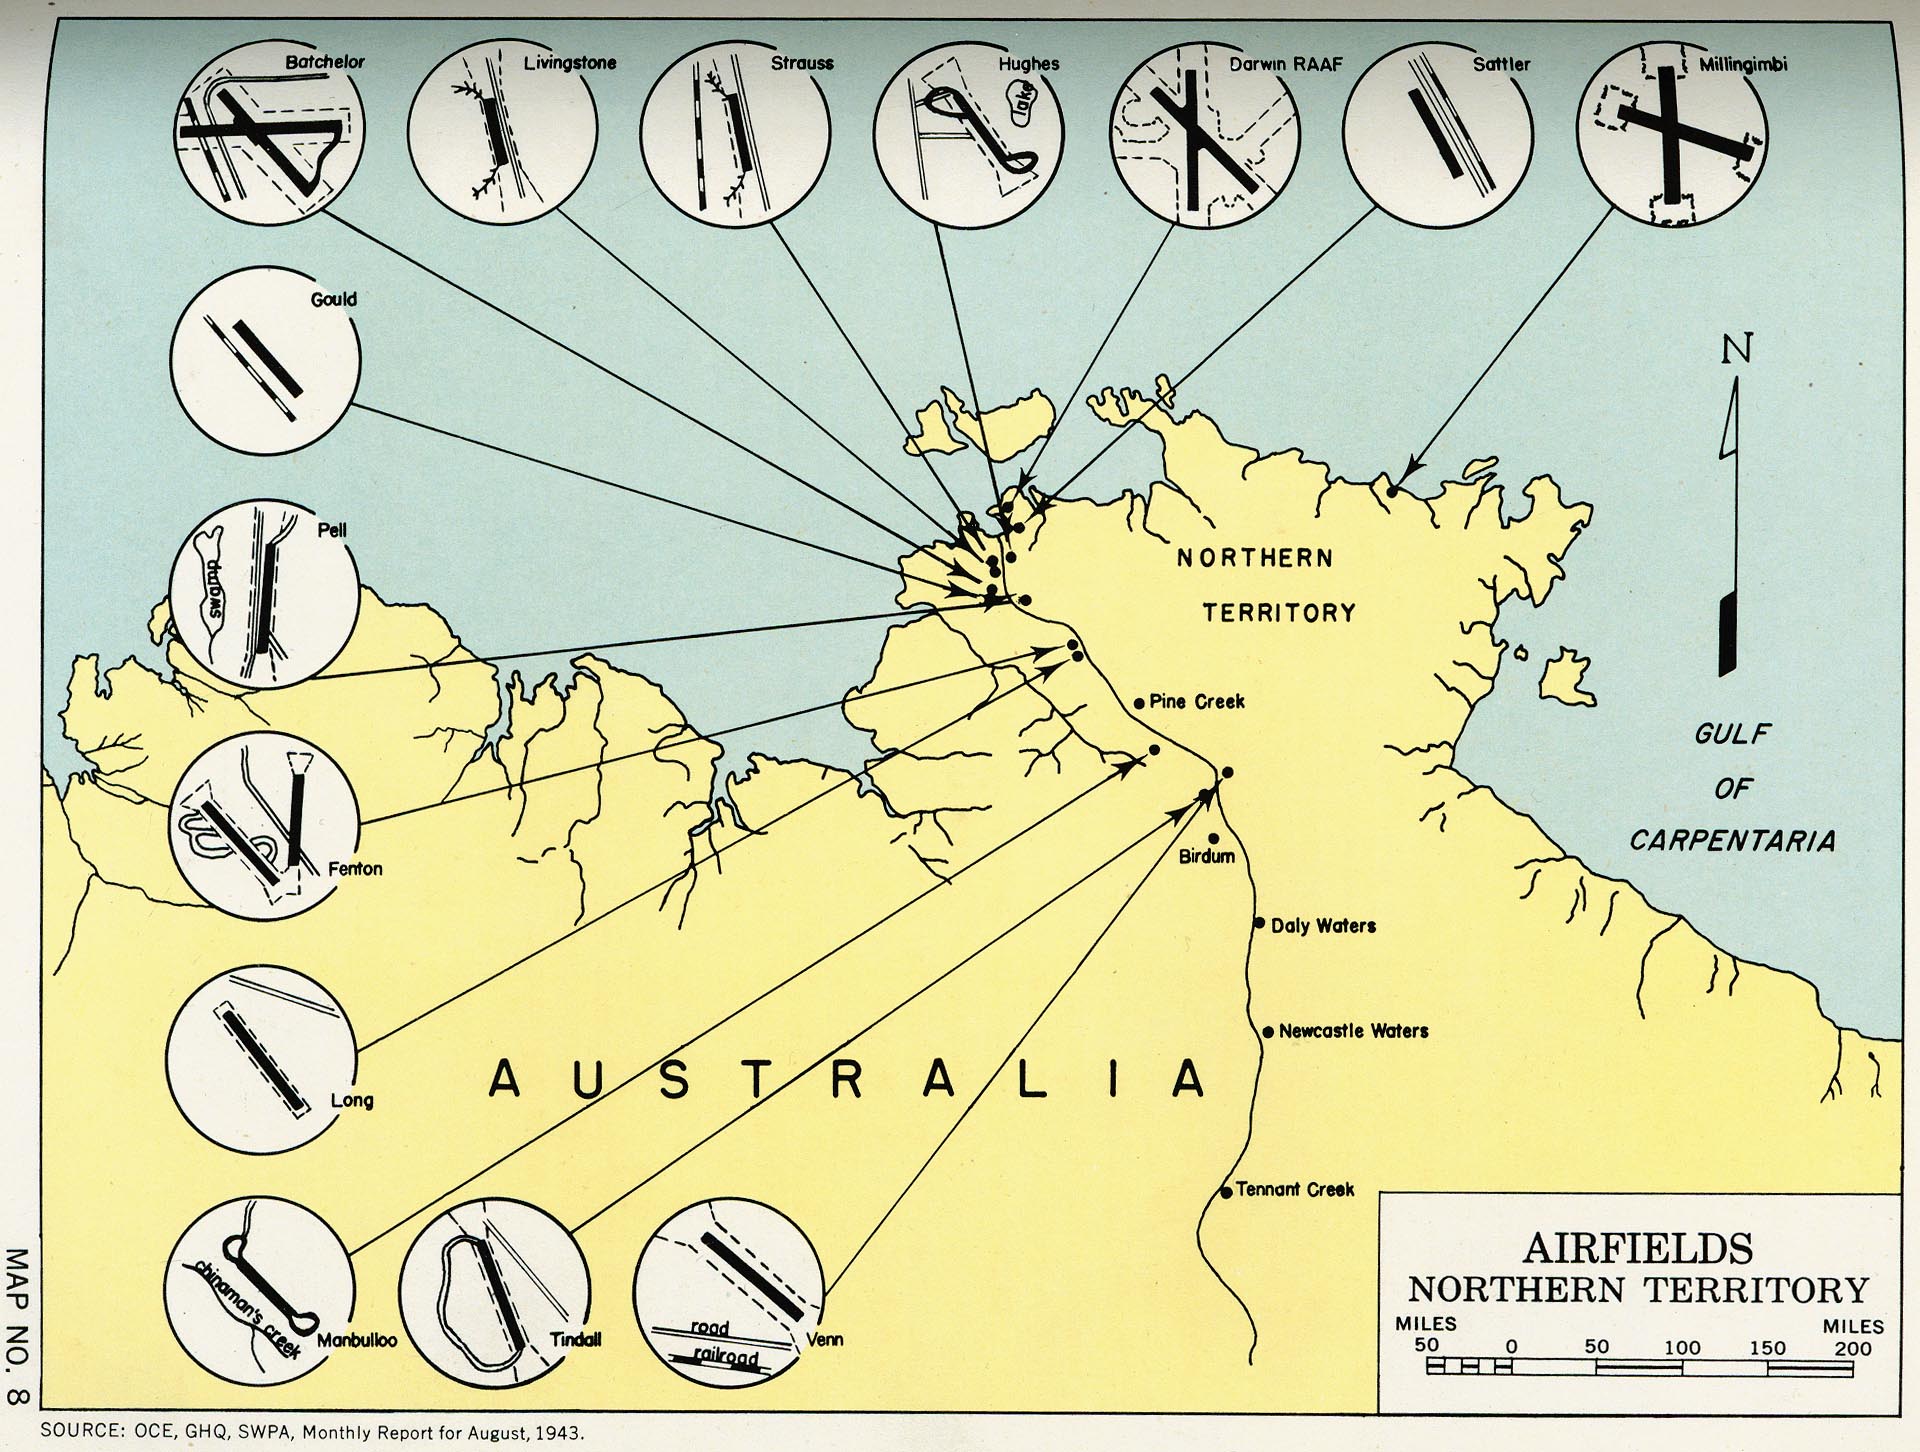 Batchelor
Livingstone
Strauss
Hughes
lake
Darwin RAAF
Sattler
Millingimbi
Gould
N
Pell
swamp
NORTHERN
TERRITORY
Pine Creek
GULF
OF
CARPENTARIA
Fenton
Birdum
Daly Waters
Newcastle Waters
AUSTRALIA
Long
Tennant Creek
chinaman's creek
Manbulloo
Tindall
road
railroad
Venn
AIRFIELDS
NORTHERN TERRITORY
MILES MILES
50 0 50 100 150 200
MAP NO. 8
SOURCE: OCE, GHQ, SWPA, Monthly Report for August, 1943.